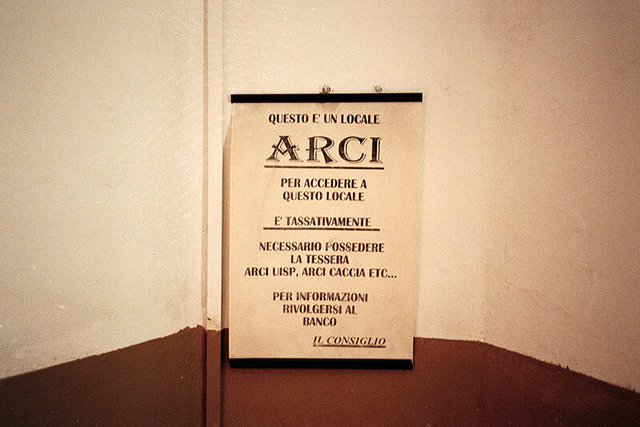 QUESTO E' UN LOCALE
ARCI
PER ACCEDERE A
QUESTO LOCALE
E' TASSATIVAMENTE
NECESSARIO POSSEDERE
LA TESSERA
ARCI UISP, ARCI CACCIA ETC...
PER INFORMAZIONI
RIVOLGERSI AL
BANCO
IL CONSIGLIO